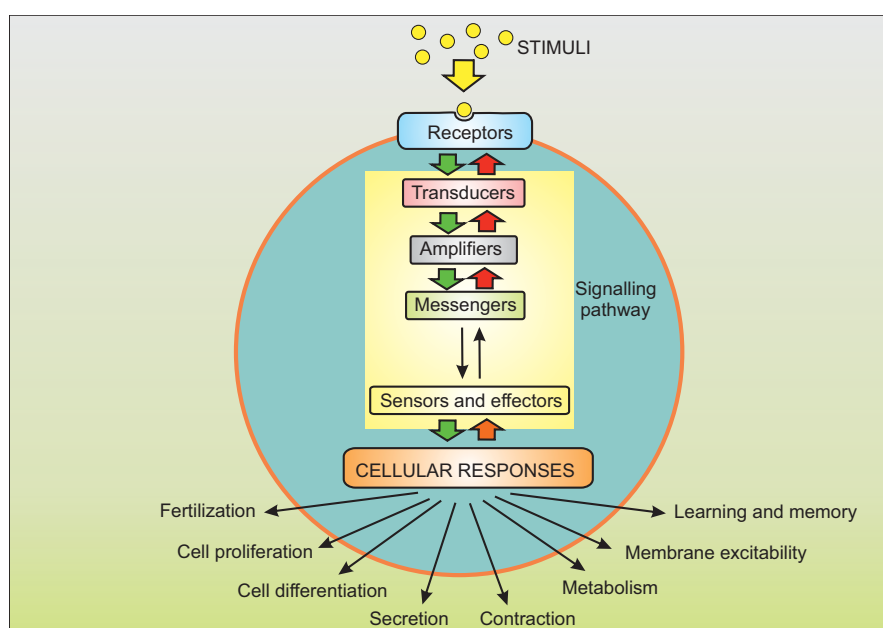 STIMULI
Receptors
Transducers
Amplifiers
Signalling
pathway
Messengers
Sensors and effectors
CELLULAR RESPONSES
Fertilization
Cell proliferation
Cell differentiation
Secretion
Contraction
Metabolism
Membrane excitability
Learning and memory